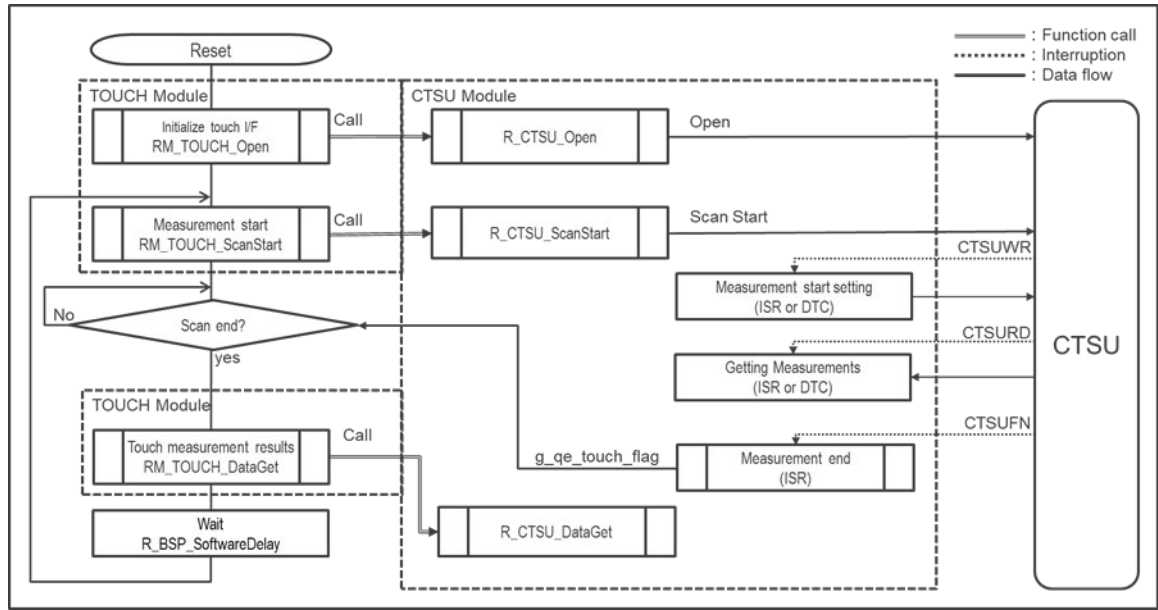 Reset
: Function call
: Interruption
: Data flow
TOUCH Module
CTSU Module
Initialize touch I/F
RM_TOUCH_Open
Call
R_CTSU_Open
Open
Measurement start
RM_TOUCH_ScanStart
Call
R_CTSU_ScanStart
Scan Start
CTSUWR
Measurement start setting
(ISR or DTC)
No
Scan end?
yes
CTSURD
Getting Measurements
(ISR or DTC)
CTSU
TOUCH Module
CTSUFN
Touch measurement results
RM_TOUCH_DataGet
Call
g_qe_touch_flag
Measurement end
(ISR)
Wait
R_BSP_SoftwareDelay
R_CTSU_DataGet